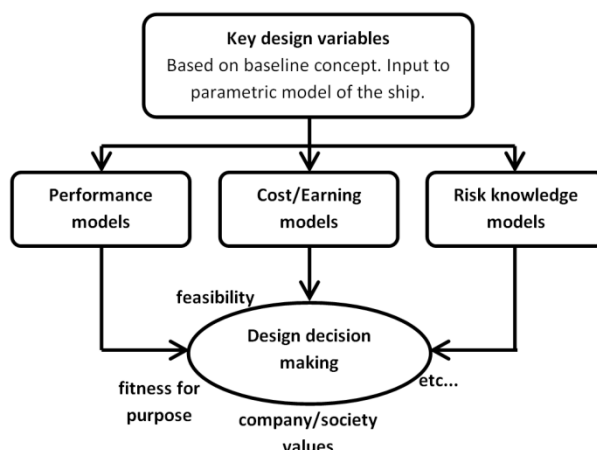 Key design variables
Based on baseline concept. Input to
parametric model of the ship.
Performance
models
Cost/Earning
models
Risk knowledge
models
feasibility
Design decision
making
fitness for
purpose
etc...
company/society
values